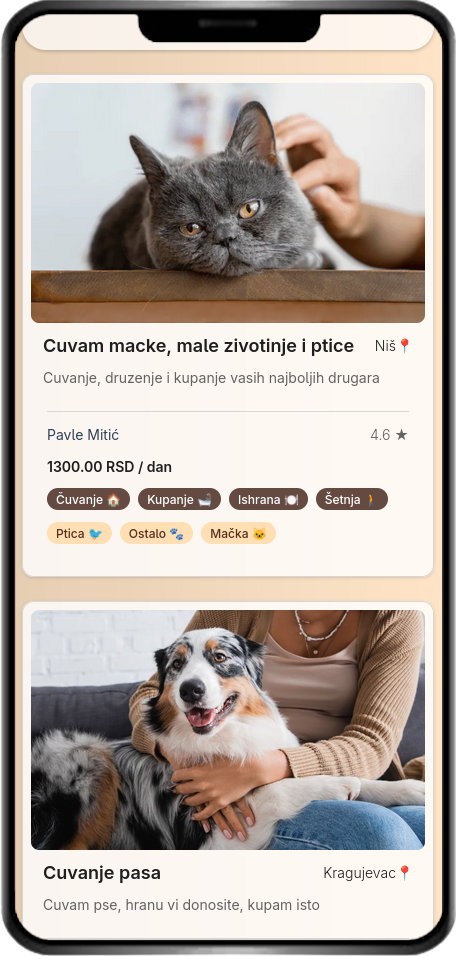 Cuvam macke, male zivotinje i ptice Niš📍
Cuvanje, druzenje i kupanje vasih najboljih drugara
Pavle Mitić 4.6 ★
1300.00 RSD / dan
Čuvanje 🏠 Kupanje 🛁 Ishrana 🍽️ Šetnja 🚶
Ptica 🐦 Ostalo 🐾 Mačka 🐱
Cuvanje pasa Kragujevac📍
Cuvam pse, hranu vi donosite, kupam isto